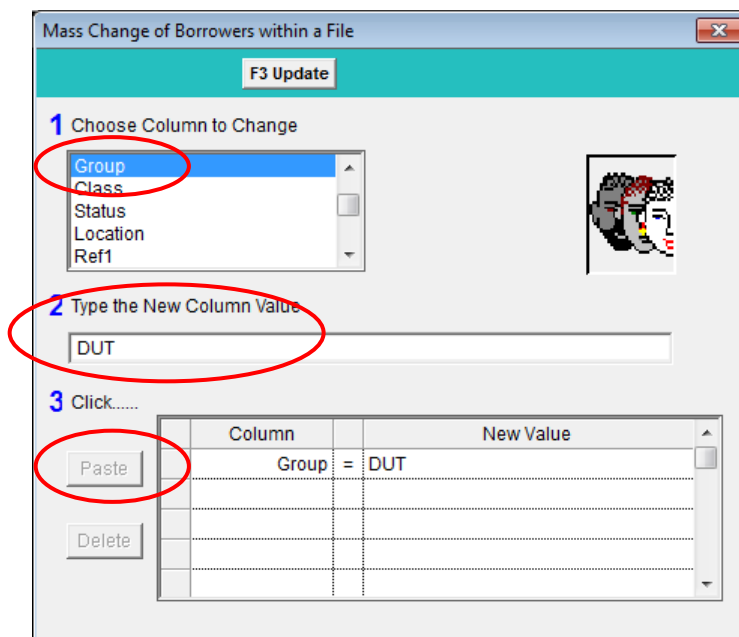 Mass Change of Borrowers within a File
F3 Update
1 Choose Column to Change
Group
Class
Status
Location
Ref1
2 Type the New Column Value
DUT
3 Click......
Column New Value
Paste
Group = DUT
Delete